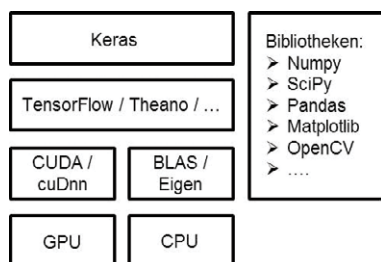 Keras
TensorFlow / Theano / ...
CUDA /
cuDnn
BLAS /
Eigen
GPU
CPU
Bibliotheken:
➢ Numpy
➢ SciPy
➢ Pandas
➢ Matplotlib
➢ OpenCV
➢ ....